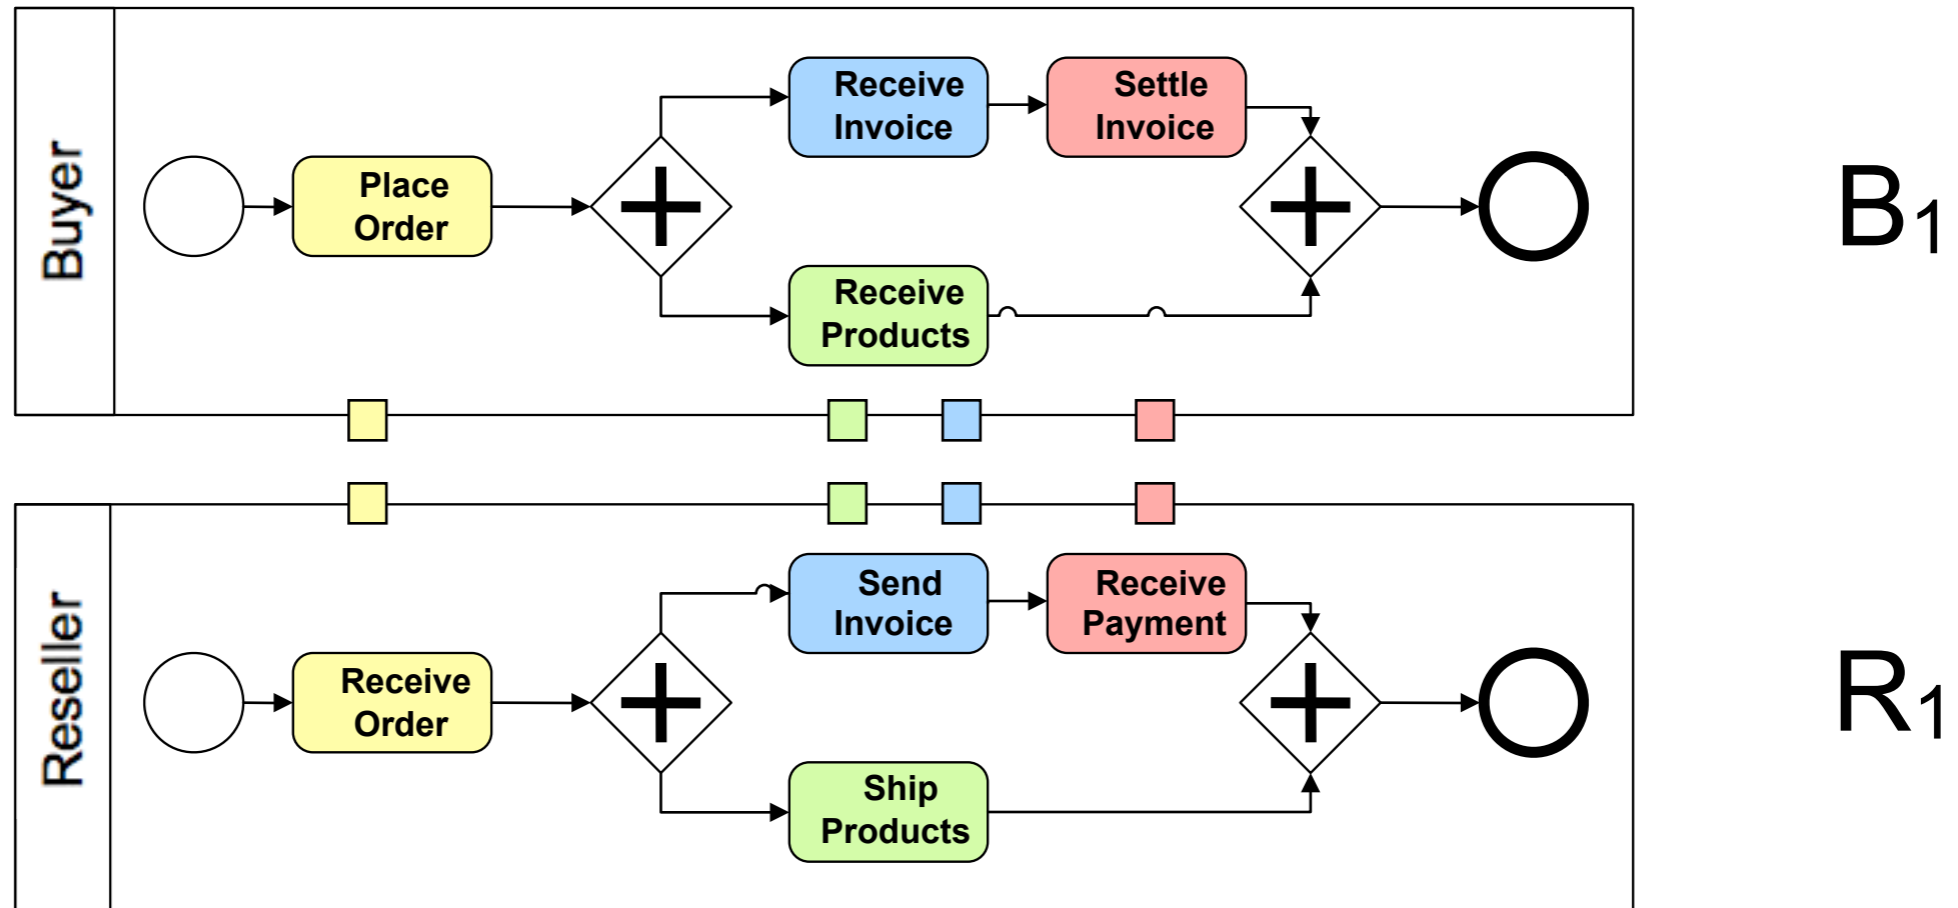 Buyer
Place
Order
Receive
Invoice
Settle
Invoice
Receive
Products
B1
Reseller
Receive
Order
Send
Invoice
Receive
Payment
Ship
Products
R1